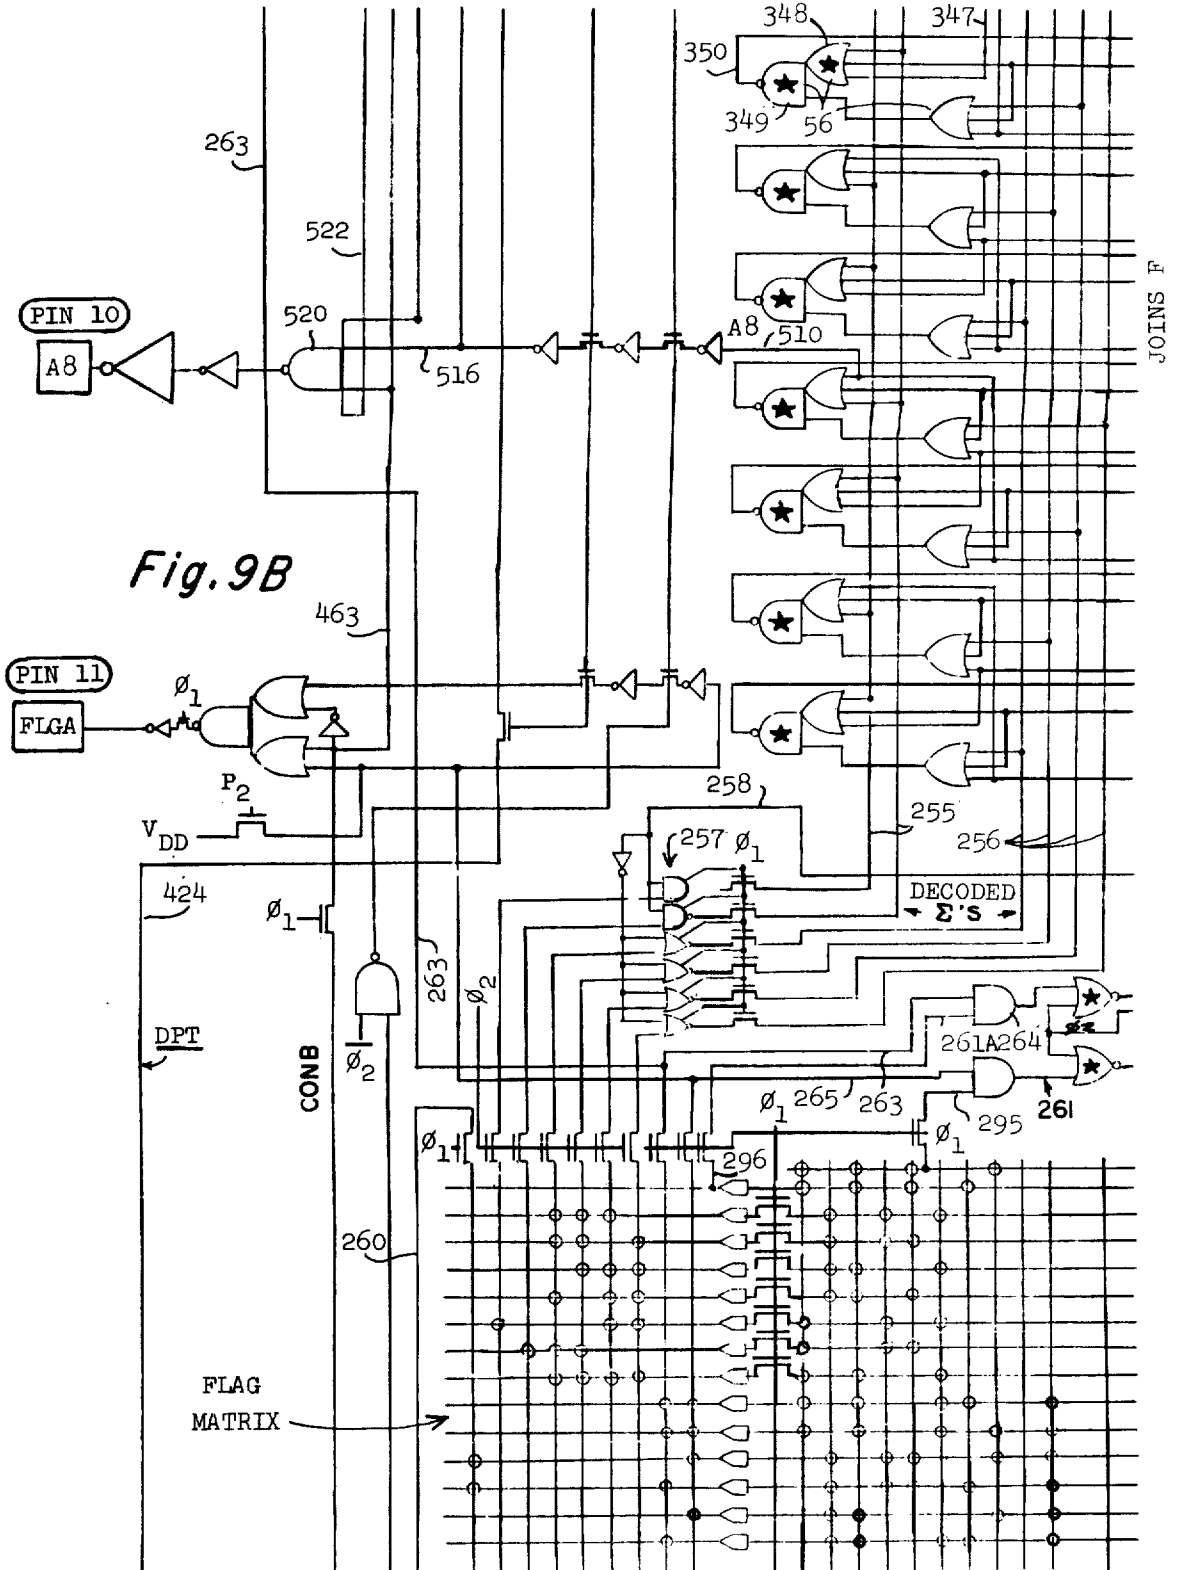 348
347
350
349
56
263
522
PIN 10
520
A8
510
A8
516
JOINS F
Fig.9B
463
PIN 11
Ø1
FLGA
P2
VDD
258
257
Ø1
255
256
424
DECODED
Σ'S
Ø1
263
Ø2
261A
264
Ø2
DPT
CONB
Ø2
265
263
295
261
Ø1
Ø1
Ø1
296
260
FLAG
MATRIX